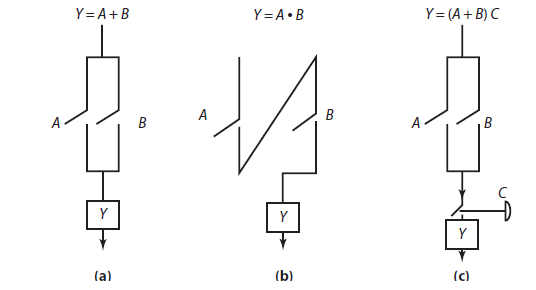 Y = A + B
Y = A • B
Y = (A + B) C
A
B
A
B
A
B
C
Y
Y
Y
(a)
(b)
(c)